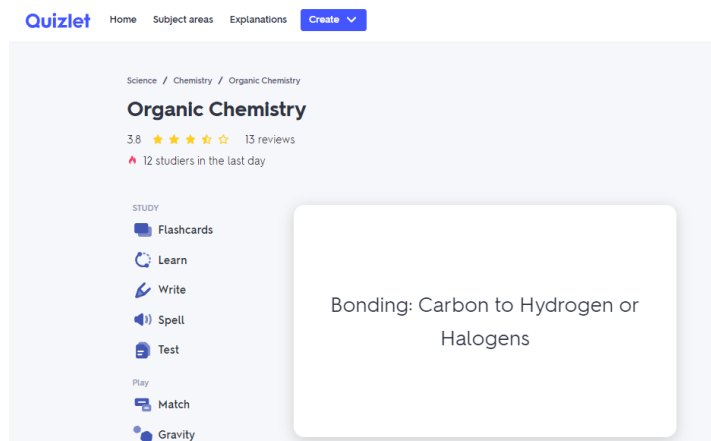 Quizlet Home Subject areas Explanations Create
Science / Chemistry / Organic Chemistry
Organic Chemistry
3.8 13 reviews
12 studiers in the last day
STUDY
Flashcards
Learn
Write
Spell
Test
Play
Match
Gravity
Bonding: Carbon to Hydrogen or
Halogens